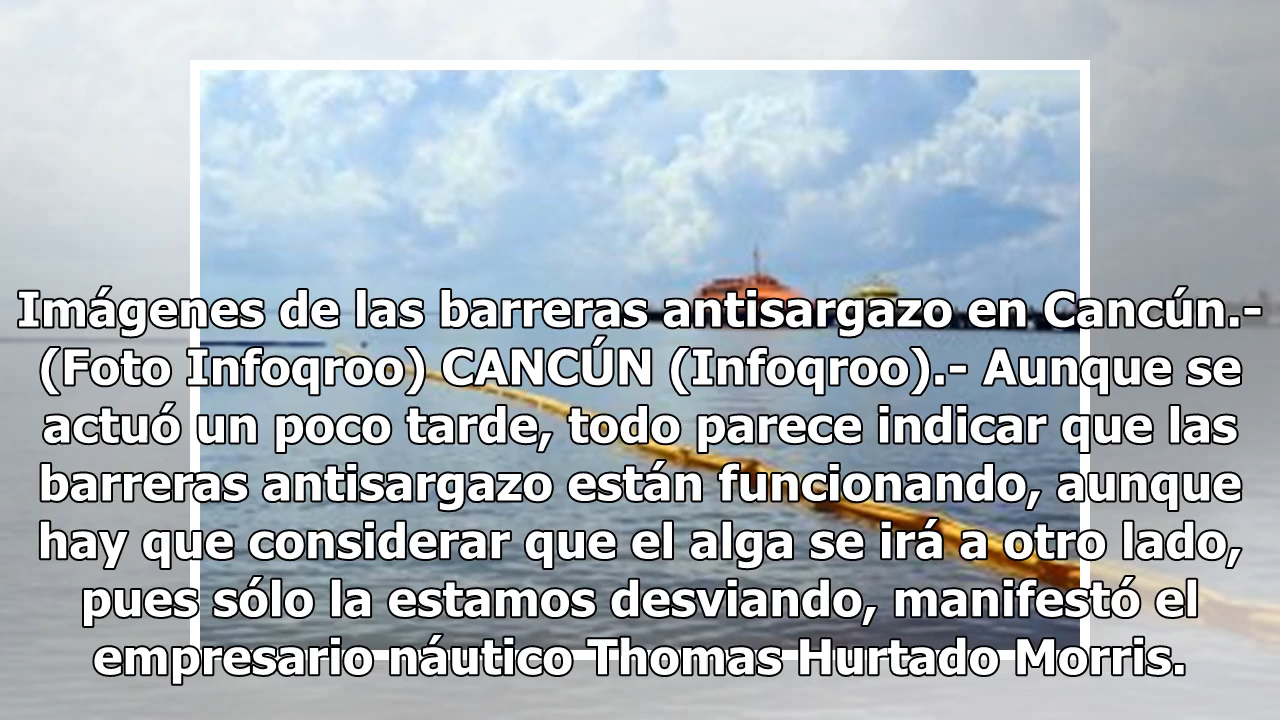 Imágenes de las barreras antisargazo en Cancún.-
(Foto Infoqroo) CANCÚN (Infoqroo).- Aunque se
actuó un poco tarde, todo parece indicar que las
barreras antisargazo están funcionando, aunque
hay que considerar que el alga se irá a otro lado,
pues sólo la estamos desviando, manifestó el
empresario náutico Thomas Hurtado Morris.